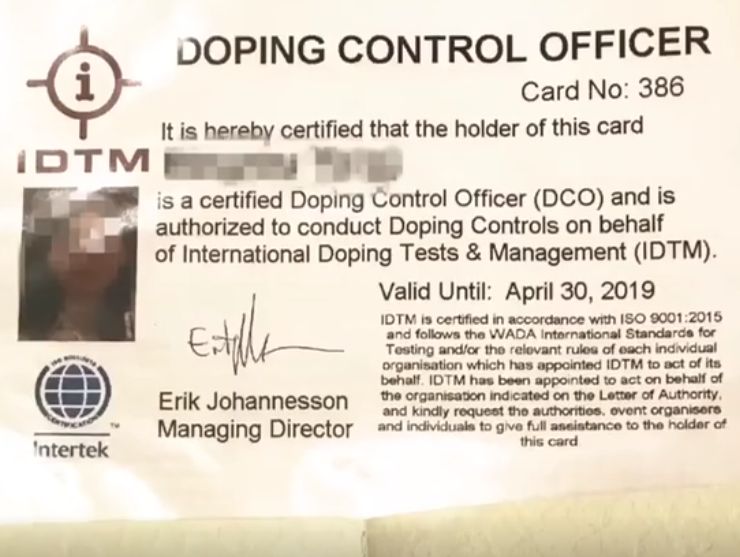 DOPING CONTROL OFFICER
Card No: 386
It is hereby certified that the holder of this card
IDTM
is a certified Doping Control Officer (DCO) and is
authorized to conduct Doping Controls on behalf
of International Doping Tests & Management (IDTM).
Valid Until: April 30, 2019
IDTM is certified in accordance with ISO 9001:2015
and follows the WADA International Standards for
Testing and/or the relevant rules of each individual
organisation which has appointed IDTM to act of its
behalf. IDTM has been appointed to act on behalf of
the organisation indicated on the Letter of Authority,
and kindly request the authorities, event organisers
and individuals to give full assistance to the holder of
this card
Erik Johannesson
Managing Director
Intertek
TM